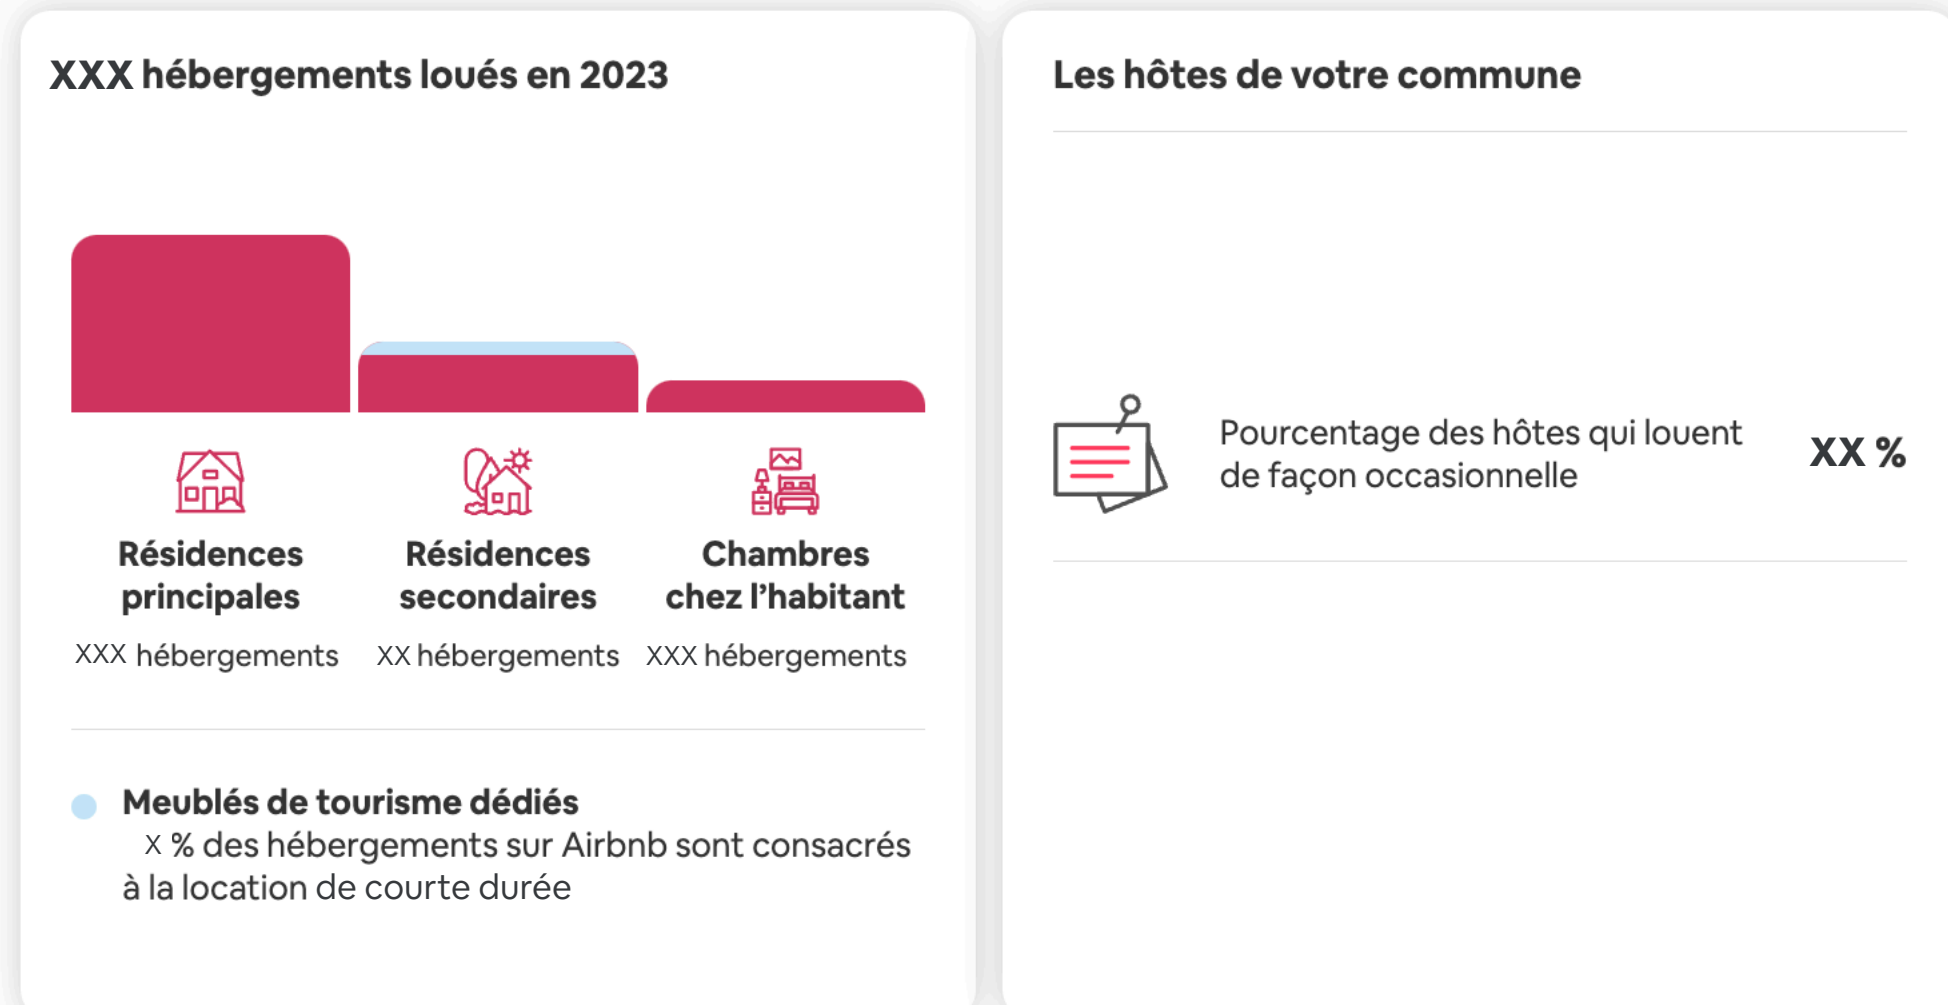 XXX hébergements loués en 2023
Résidences
principales
XXX hébergements
Résidences
secondaires
XX hébergements
Chambres
chez l’habitant
XXX hébergements
Meublés de tourisme dédiés
X % des hébergements sur Airbnb sont consacrés
à la location de courte durée
Les hôtes de votre commune
Pourcentage des hôtes qui louent
de façon occasionnelle
XX %